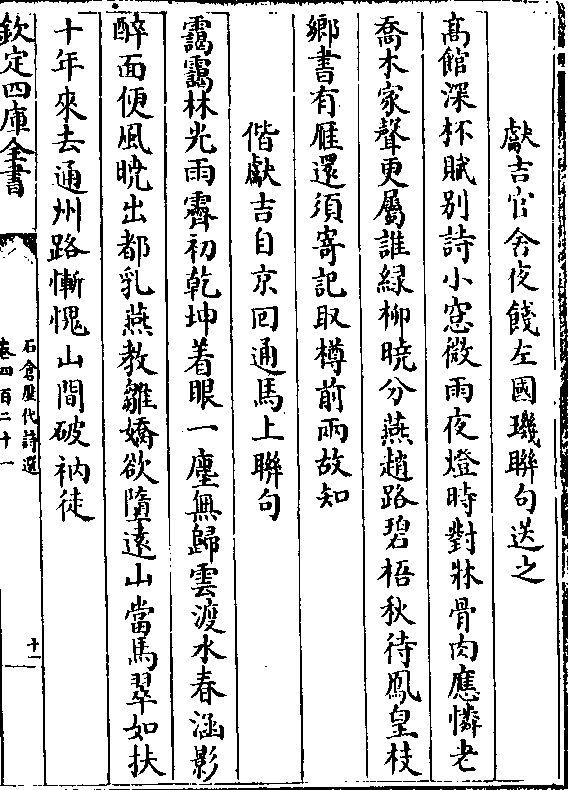 獻吉官舍夜餞左國璣聯句送之
髙館深杯賦别詩小窓微雨夜燈時對牀骨肉應憐老
喬木家聲更屬誰緑柳曉分燕趙路碧梧秋待鳳皇枝
鄉書有雁還須寄記取樽前兩故知
偕獻吉自京回通馬上聯句
靄靄林光雨霽初乾坤着眼一塵無歸雲渡水春涵影
醉面便風晩出都乳燕教雛嬌欲墮遠山當馬翠如扶
十年來去通州路慚愧山間破衲徒
欽定四庫全書
石倉歴代詩選
卷四百二十一
十一